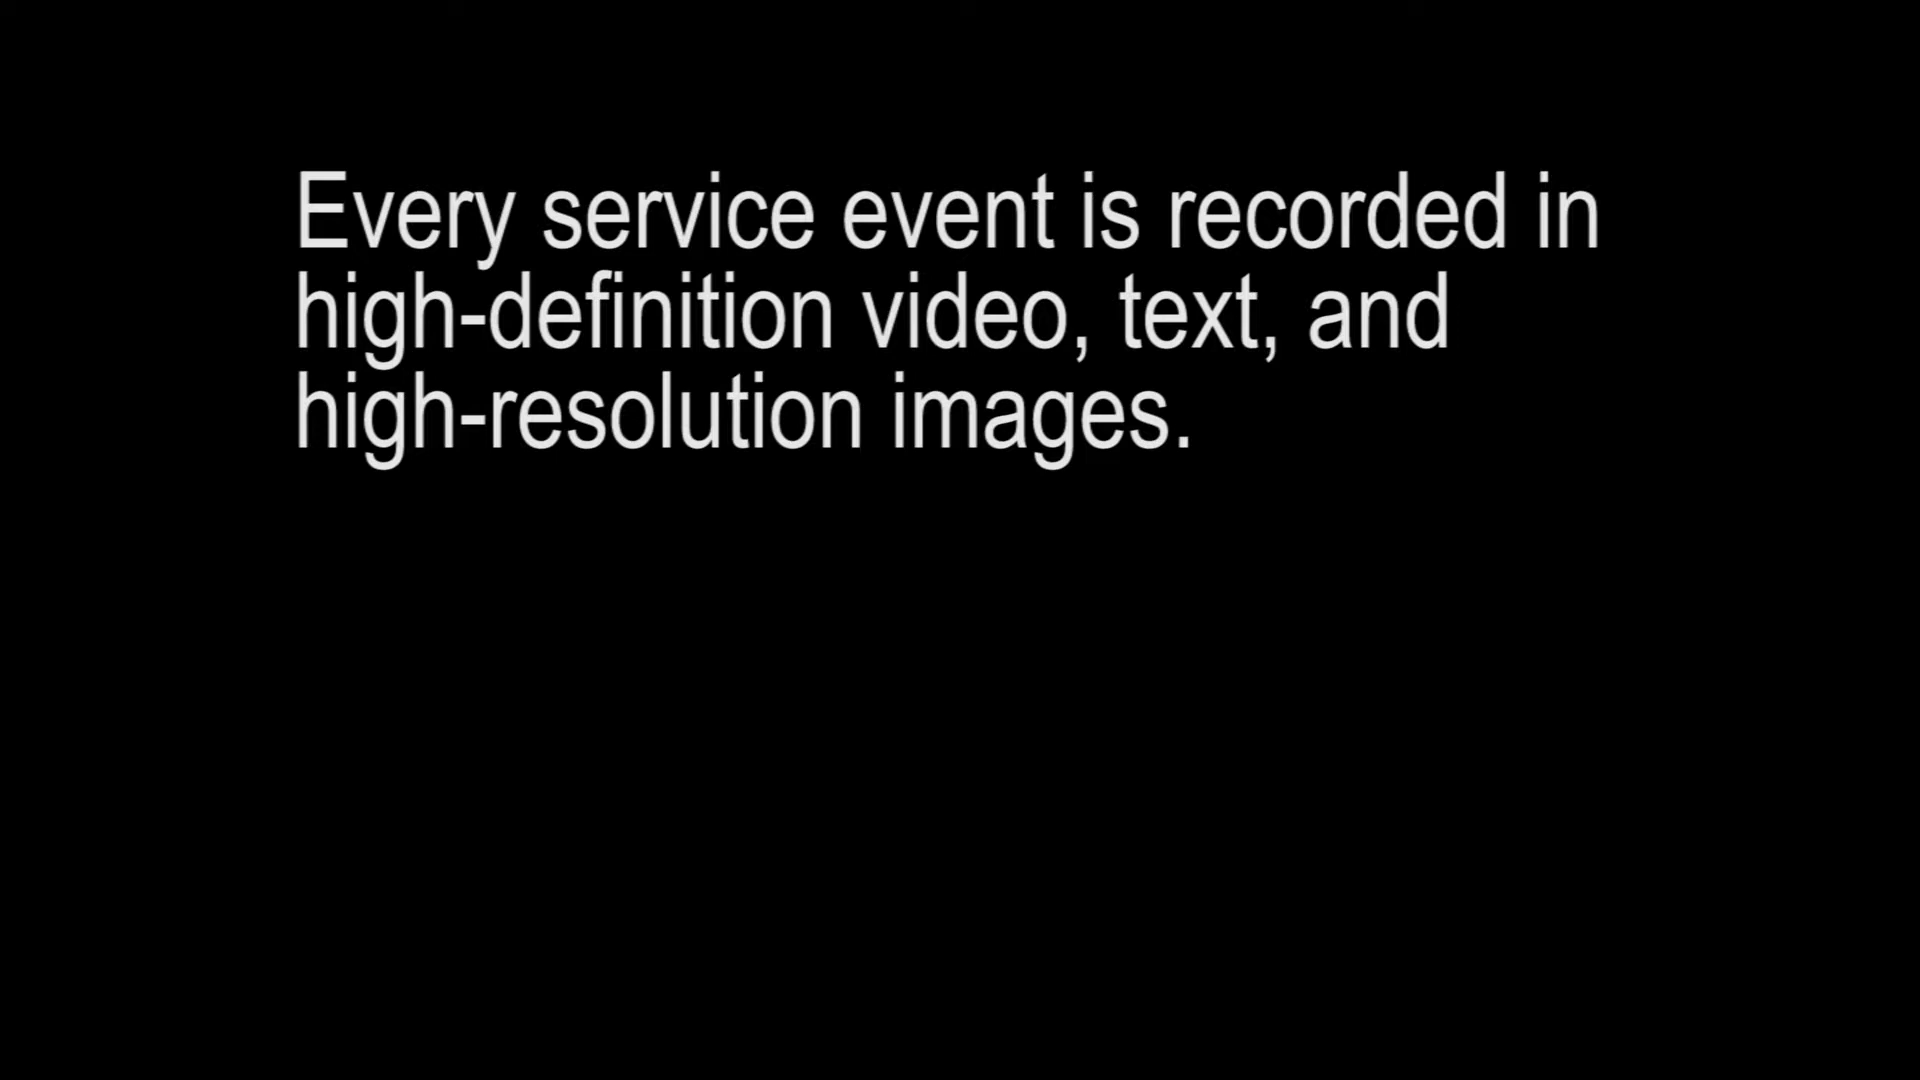 Every service event is recorded in
high-definition video, text, and
high-resolution images.